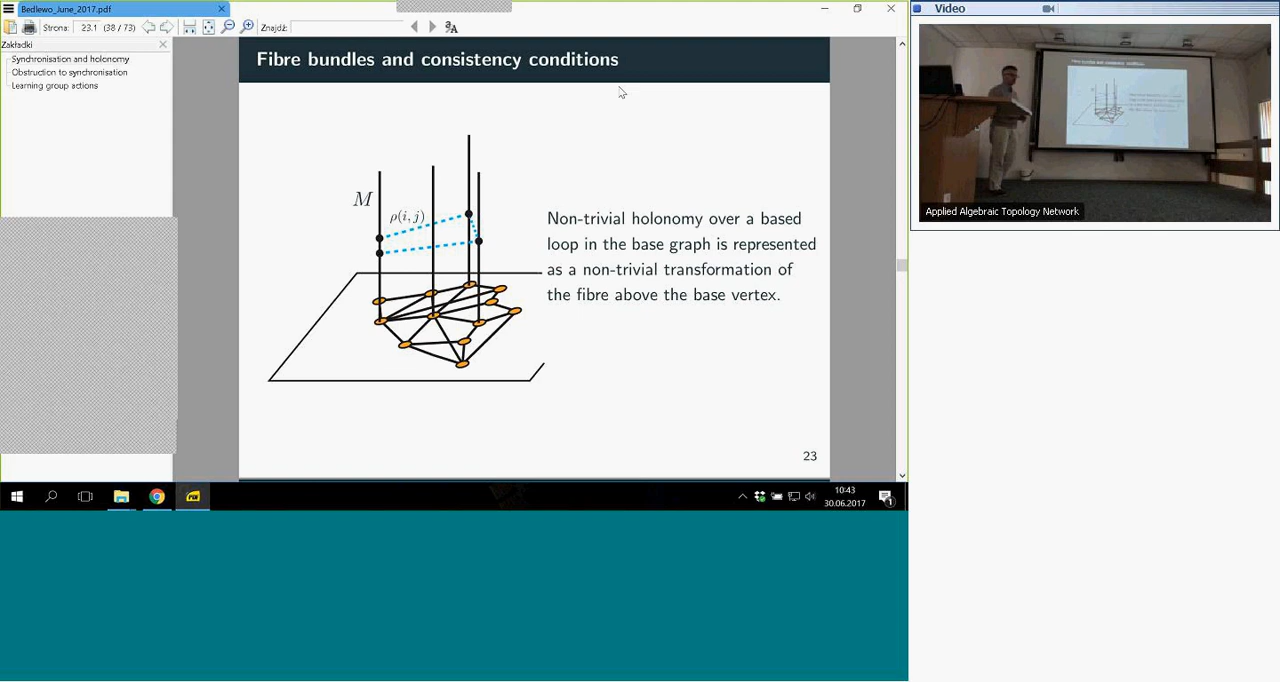 Bedlewo_June_2017.pdf
Strona: 23.1 (38 / 73) Znajdź:
Zakładki
Synchronisation and holonomy
Obstruction to synchronisation
Learning group actions
Fibre bundles and consistency conditions
M
ρ(i, j)
Non-trivial holonomy over a based
loop in the base graph is represented
as a non-trivial transformation of
the fibre above the base vertex.
23
10:43
30.06.2017
1
Video
Applied Algebraic Topology Network